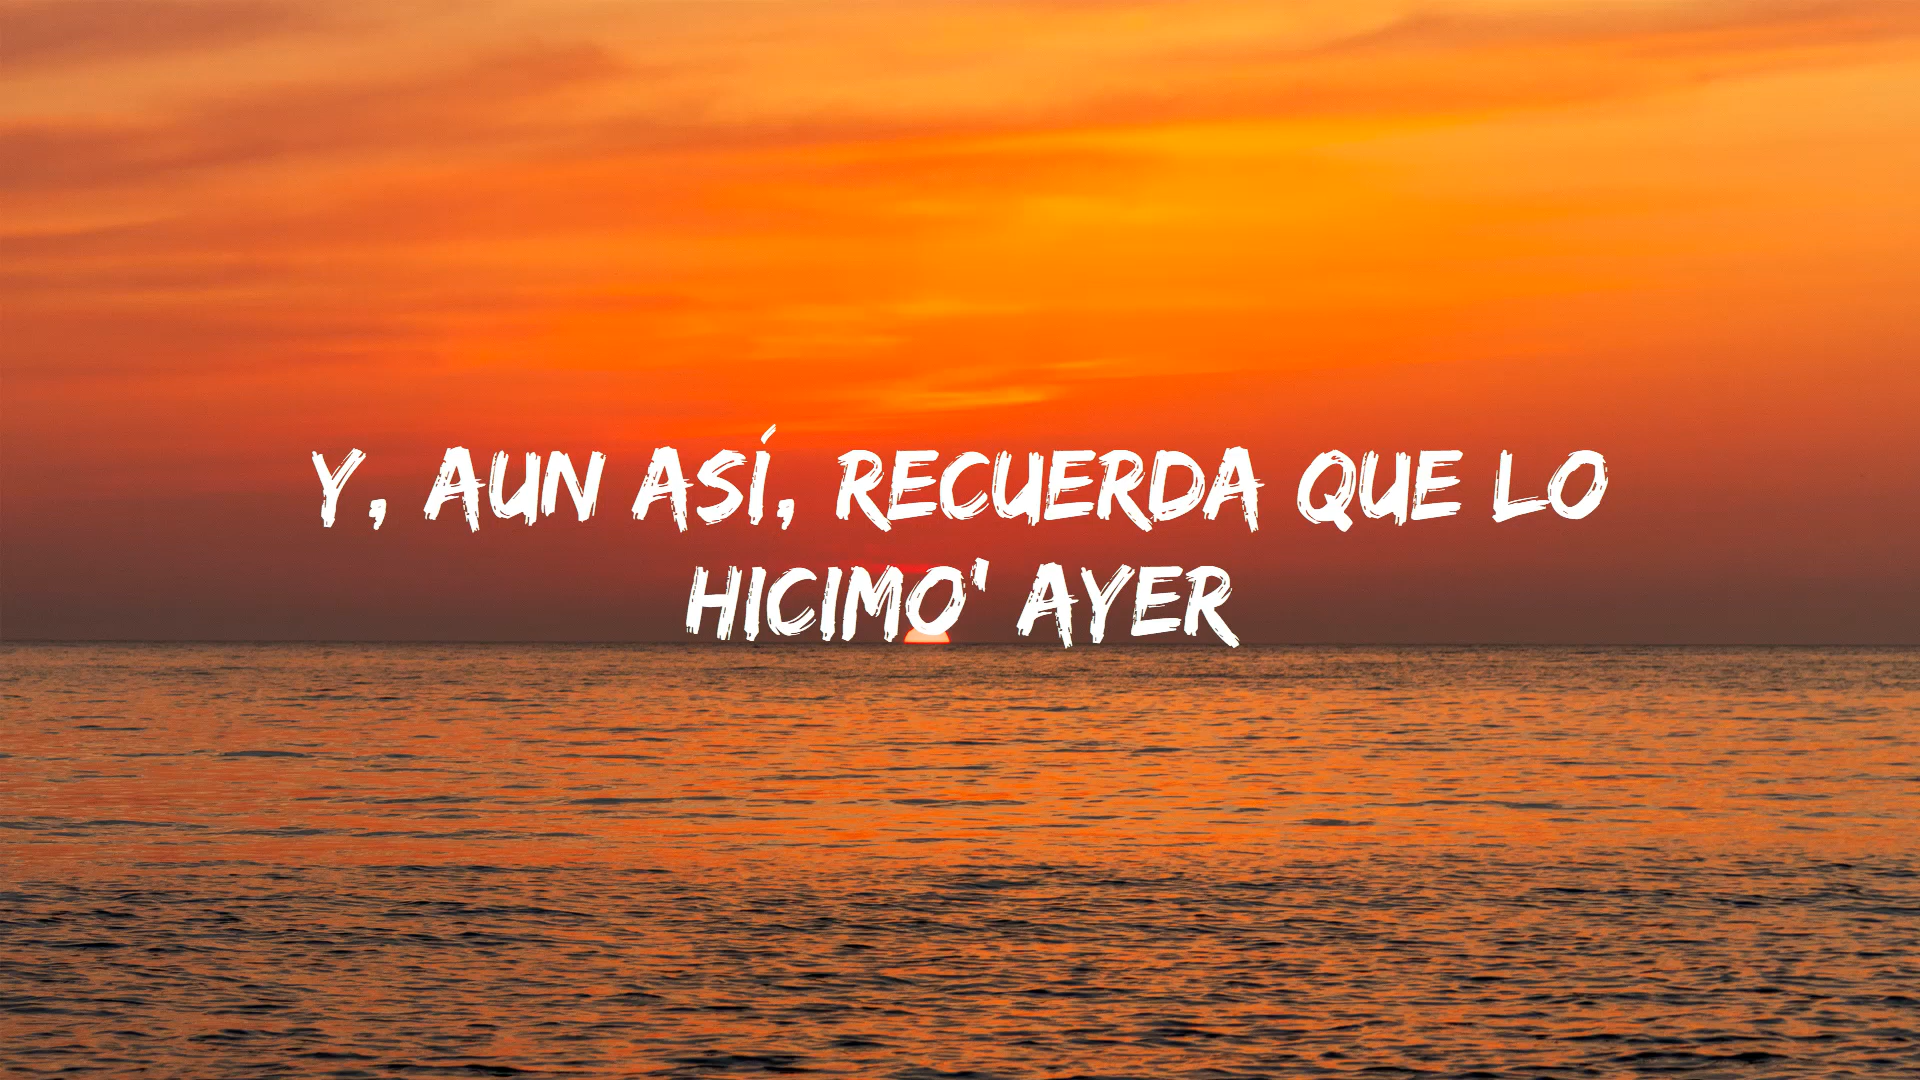 Y, AUN ASÍ, RECUERDA QUE LO
HICIMO' AYER